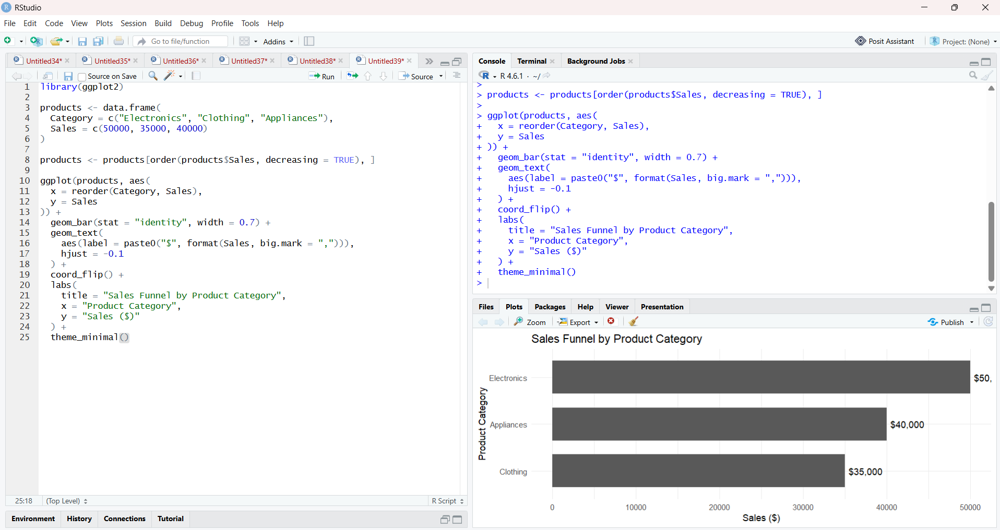 RStudio
File Edit Code View Plots Session Build Debug Profile Tools Help
Go to file/function Addins Posit Assistant Project: (None)
Untitled34* Untitled35* Untitled36* Untitled37* Untitled38* Untitled39*
Source on Save Run Source
1 library(ggplot2)
2
3 products <- data.frame(
4 Category = c("Electronics", "Clothing", "Appliances"),
5 Sales = c(50000, 35000, 40000)
6 )
7
8 products <- products[order(products$Sales, decreasing = TRUE), ]
9
10 ggplot(products, aes(
11 x = reorder(Category, Sales),
12 y = Sales
13 )) +
14 geom_bar(stat = "identity", width = 0.7) +
15 geom_text(
16 aes(label = paste0("$", format(Sales, big.mark = ","))),
17 hjust = -0.1
18 ) +
19 coord_flip() +
20 labs(
21 title = "Sales Funnel by Product Category",
22 x = "Product Category",
23 y = "Sales ($)"
24 ) +
25 theme_minimal()
25:18 (Top Level) R Script
Environment History Connections Tutorial
Console Terminal Background Jobs
R 4.6.1 · ~/
>
> products <- products[order(products$Sales, decreasing = TRUE), ]
>
> ggplot(products, aes(
+ x = reorder(Category, Sales),
+ y = Sales
+ )) +
+ geom_bar(stat = "identity", width = 0.7) +
+ geom_text(
+ aes(label = paste0("$", format(Sales, big.mark = ","))),
+ hjust = -0.1
+ ) +
+ coord_flip() +
+ labs(
+ title = "Sales Funnel by Product Category",
+ x = "Product Category",
+ y = "Sales ($)"
+ ) +
+ theme_minimal()
>
Files Plots Packages Help Viewer Presentation
Zoom Export Publish
Sales Funnel by Product Category
Product Category
Electronics $50,
Appliances $40,000
Clothing $35,000
0 10000 20000 30000 40000 50000
Sales ($)